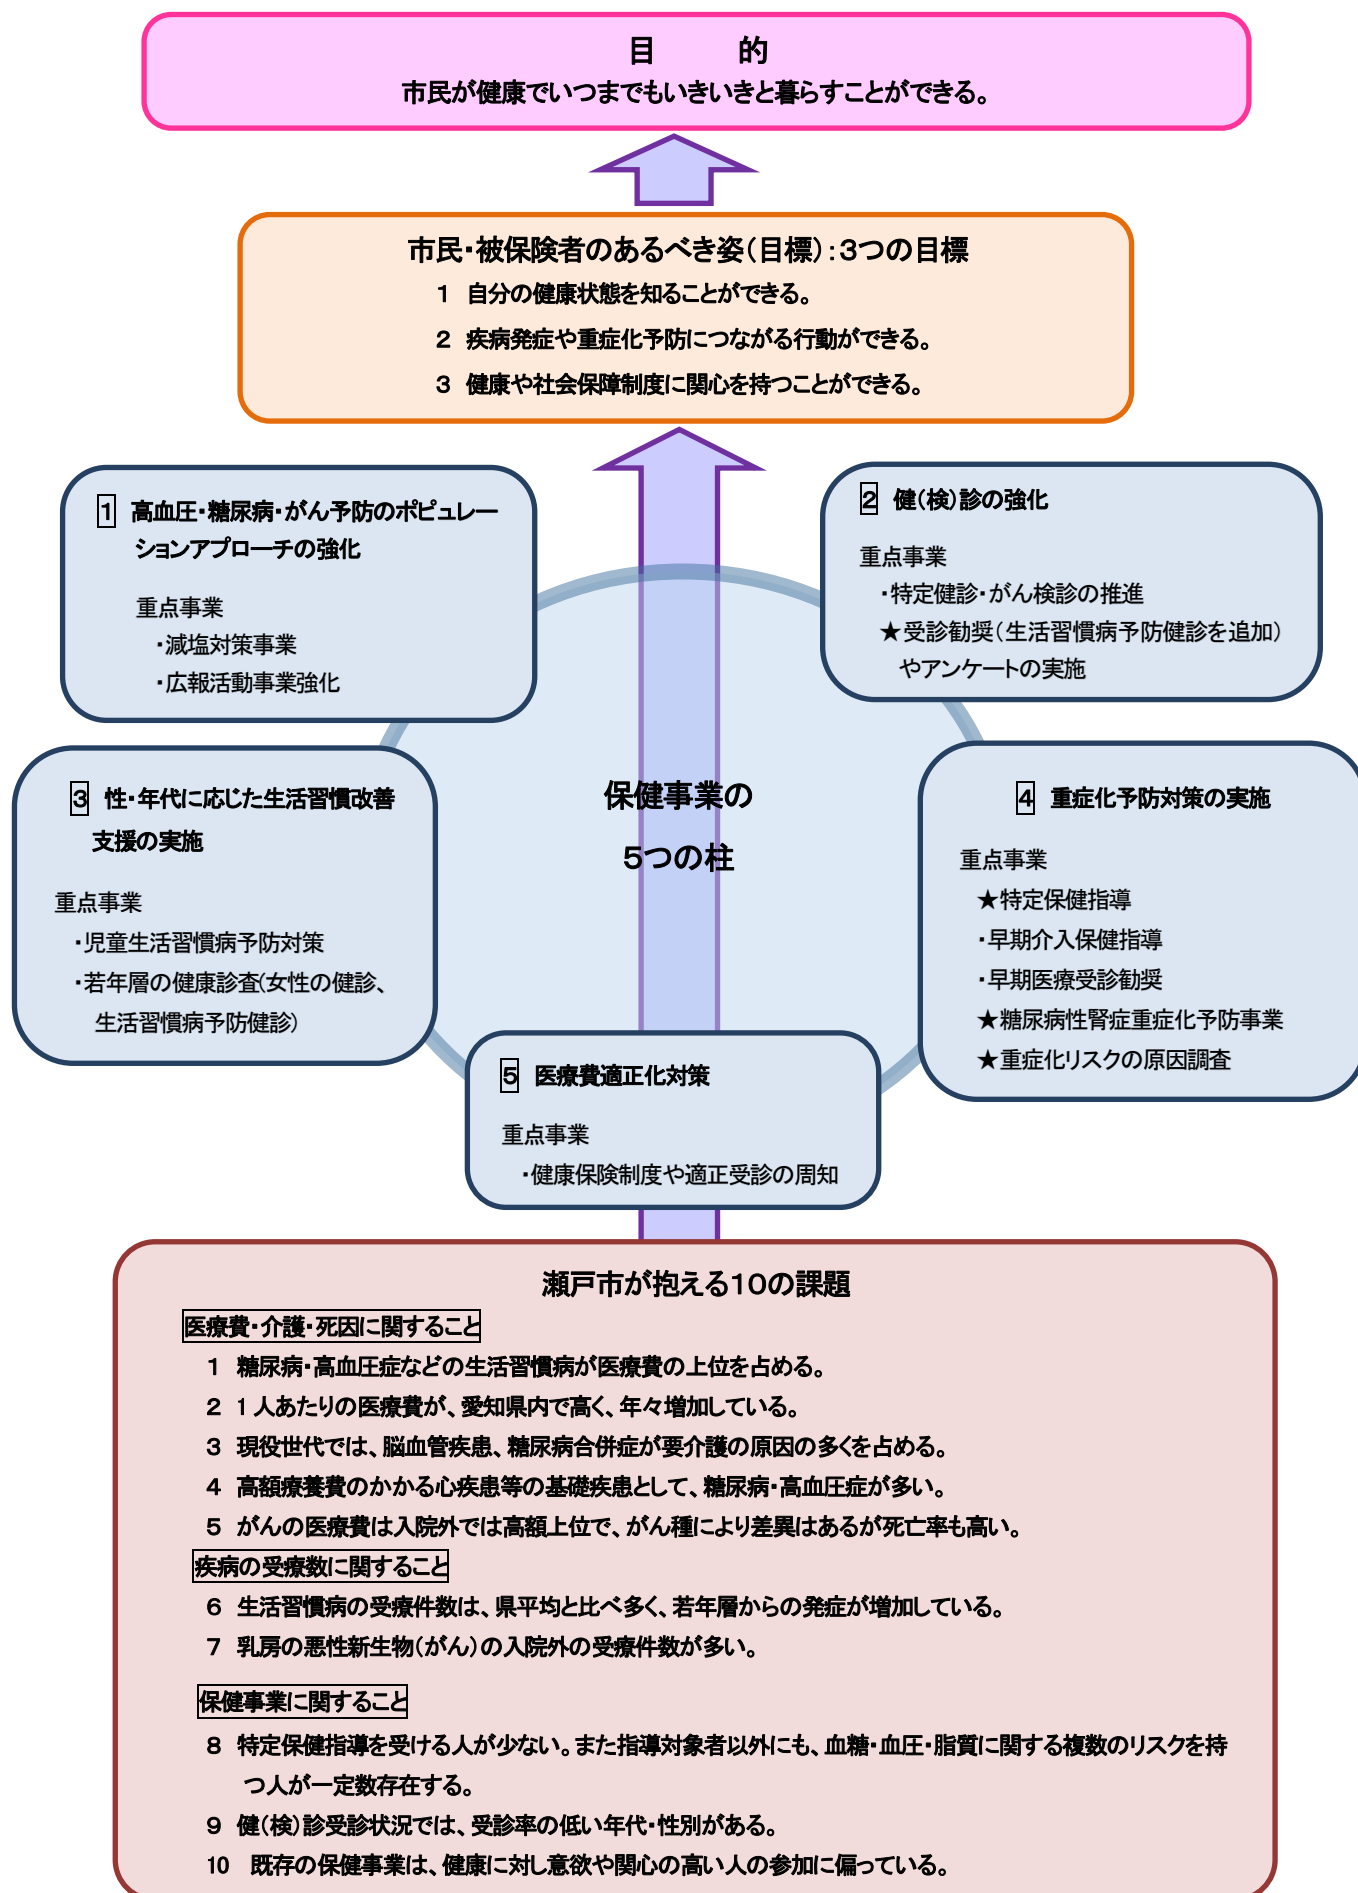 目　　　的
市民が健康でいつまでもいきいきと暮らすことができる。
市民・被保険者のあるべき姿（目標）：３つの目標
１　自分の健康状態を知ることができる。
２　疾病発症や重症化予防につながる行動ができる。
３　健康や社会保障制度に関心を持つことができる。
1　高血圧・糖尿病・がん予防のポピュレー
ションアプローチの強化
重点事業
・減塩対策事業
・広報活動事業強化
2　健（検）診の強化
重点事業
・特定健診・がん検診の推進
★受診勧奨（生活習慣病予防健診を追加）
やアンケートの実施
保健事業の
５つの柱
3　性・年代に応じた生活習慣改善
支援の実施
重点事業
・児童生活習慣病予防対策
・若年層の健康診査(女性の健診、
生活習慣病予防健診）
4　重症化予防対策の実施
重点事業
★特定保健指導
・早期介入保健指導
・早期医療受診勧奨
★糖尿病性腎症重症化予防事業
★重症化リスクの原因調査
5　医療費適正化対策
重点事業
・健康保険制度や適正受診の周知
瀬戸市が抱える１０の課題
医療費・介護・死因に関すること
１　糖尿病・高血圧症などの生活習慣病が医療費の上位を占める。
２　1人あたりの医療費が、愛知県内で高く、年々増加している。
３　現役世代では、脳血管疾患、糖尿病合併症が要介護の原因の多くを占める。
４　高額療養費のかかる心疾患等の基礎疾患として、糖尿病・高血圧症が多い。
５　がんの医療費は入院外では高額上位で、がん種により差異はあるが死亡率も高い。
疾病の受療数に関すること
６　生活習慣病の受療件数は、県平均と比べ多く、若年層からの発症が増加している。
７　乳房の悪性新生物（がん）の入院外の受療件数が多い。
保健事業に関すること
８　特定保健指導を受ける人が少ない。また指導対象者以外にも、血糖・血圧・脂質に関する複数のリスクを持
つ人が一定数存在する。
９　健（検）診受診状況では、受診率の低い年代・性別がある。
10　既存の保健事業は、健康に対し意欲や関心の高い人の参加に偏っている。